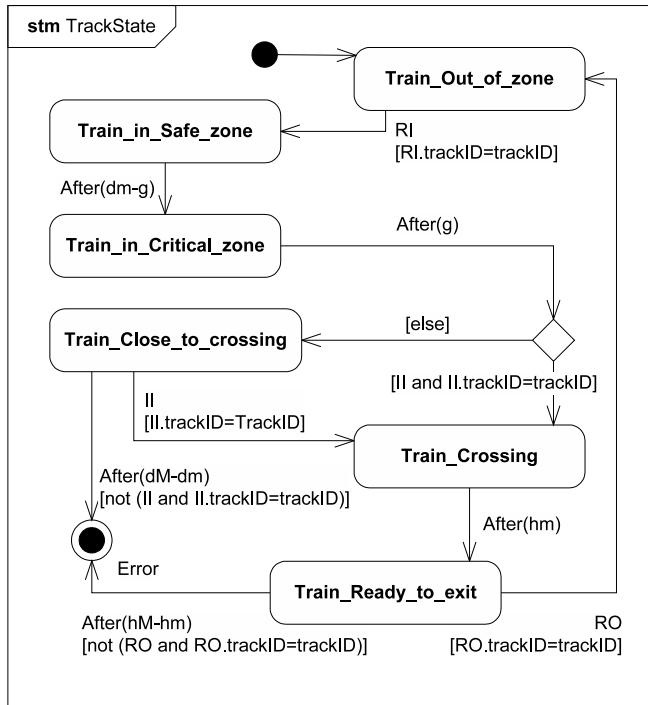 stm TrackState
Train_Out_of_zone
Train_in_Safe_zone
RI
[RI.trackID=trackID]
After(dm-g)
Train_in_Critical_zone
After(g)
Train_Close_to_crossing
[else]
[II and II.trackID=trackID]
II
[II.trackID=TrackID]
Train_Crossing
After(dM-dm)
[not (II and II.trackID=trackID)]
After(hm)
Error
Train_Ready_to_exit
After(hM-hm)
[not (RO and RO.trackID=trackID)]
RO
[RO.trackID=trackID]